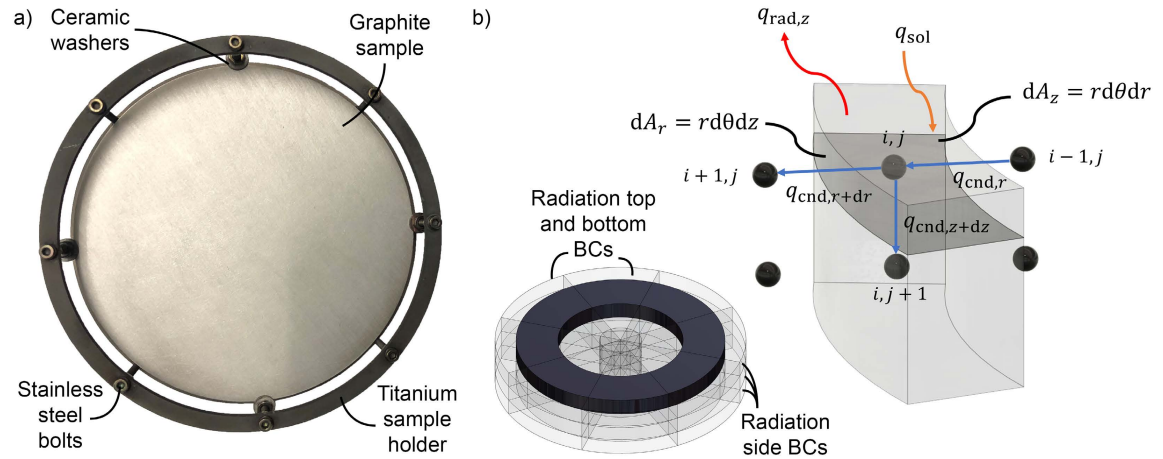 a)
Ceramic
washers
Graphite
sample
Stainless
steel
bolts
Titanium
sample
holder
b)
q_rad,z
q_sol
dA_r = rdθdz
dA_z = rdθdr
i, j
i + 1, j
i − 1, j
q_cnd,r+dr
q_cnd,r
q_cnd,z+dz
i, j + 1
Radiation top
and bottom
BCs
Radiation
side BCs